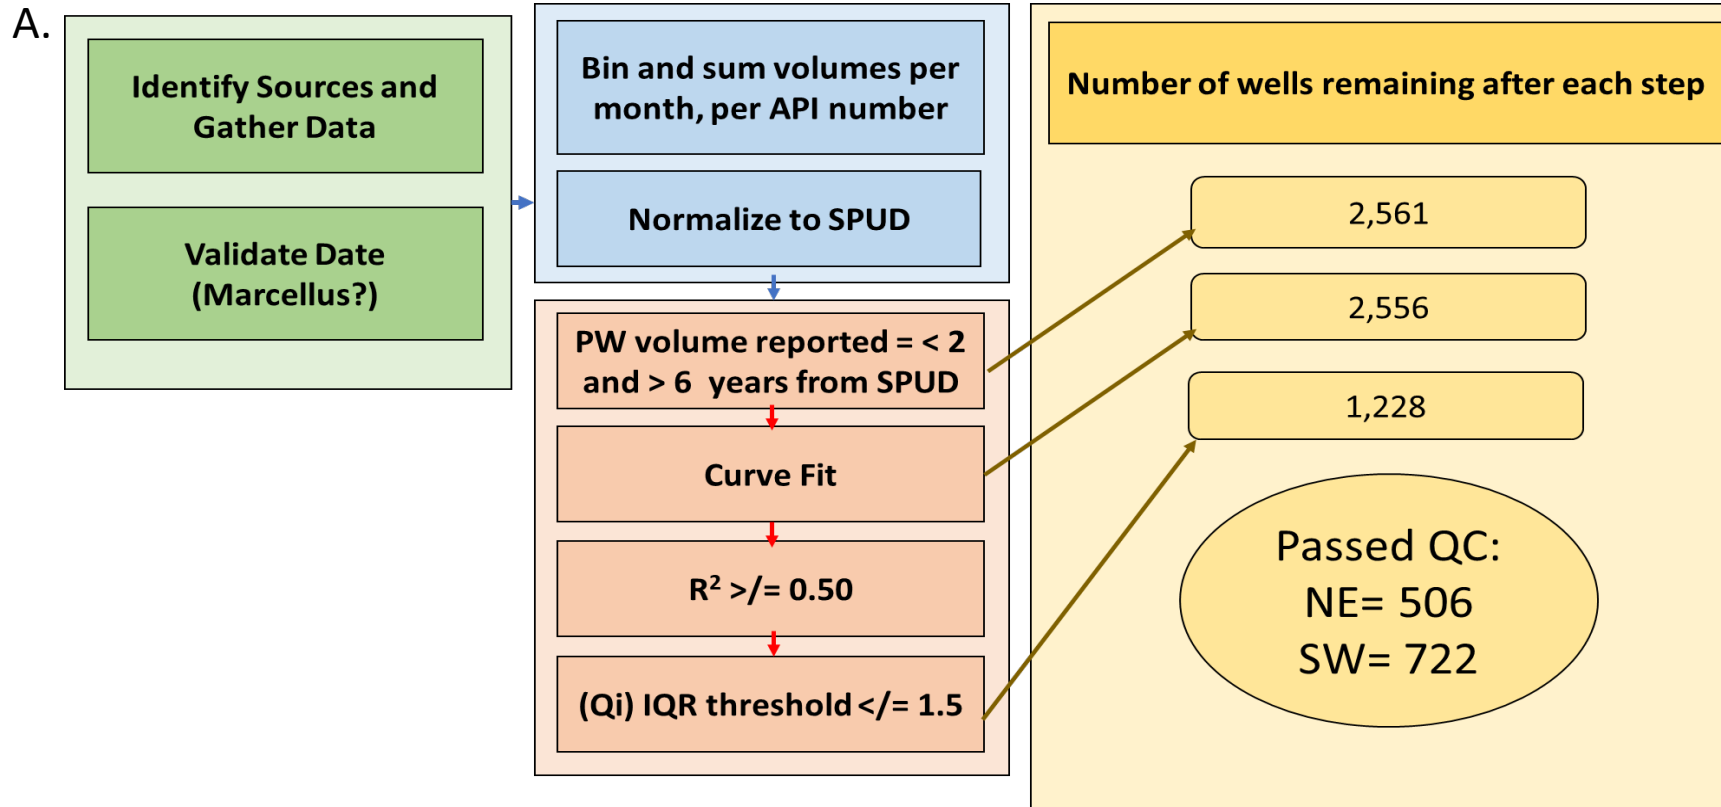 A.
Identify Sources and
Gather Data
Validate Date
(Marcellus?)
Bin and sum volumes per
month, per API number
Normalize to SPUD
PW volume reported = < 2
and > 6 years from SPUD
Curve Fit
R² >/= 0.50
(Qi) IQR threshold </= 1.5
Number of wells remaining after each step
2,561
2,556
1,228
Passed QC:
NE= 506
SW= 722